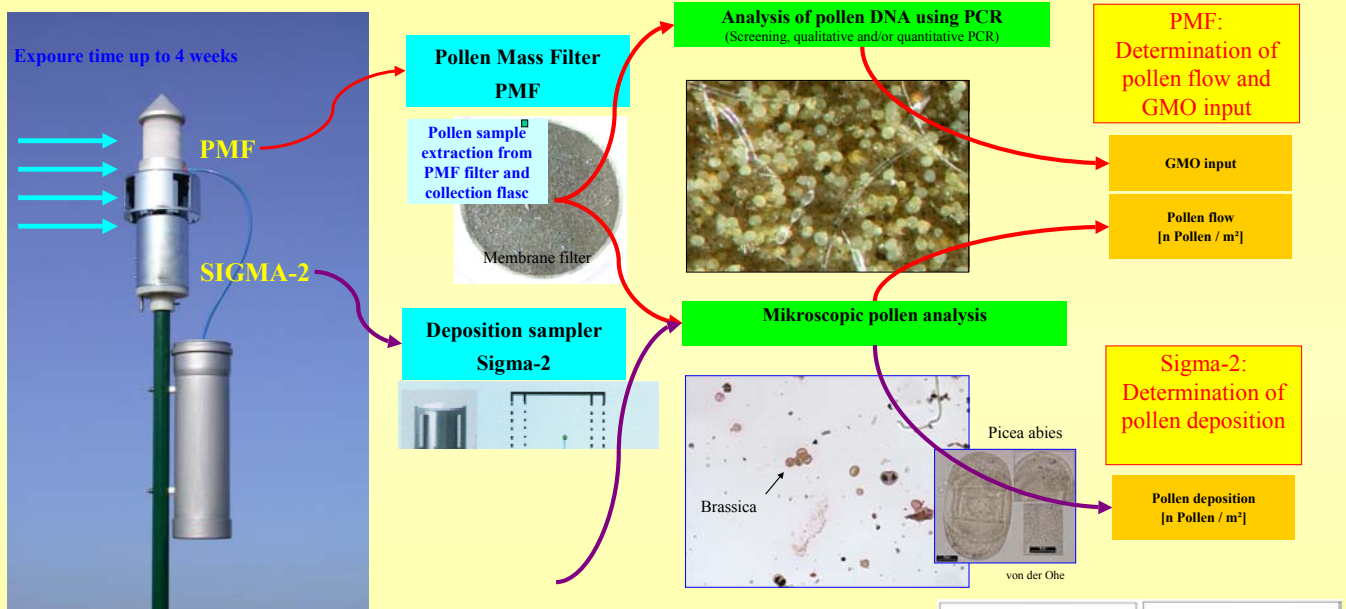 Expoure time up to 4 weeks
PMF
SIGMA-2
Pollen Mass Filter
PMF
Pollen sample
extraction from
PMF filter and
collection flasc
Membrane filter
Deposition sampler
Sigma-2
Analysis of pollen DNA using PCR
(Screening, qualitative and/or quantitative PCR)
Mikroscopic pollen analysis
Brassica
Picea abies
von der Ohe
PMF:
Determination of
pollen flow and
GMO input
GMO input
Pollen flow
[n Pollen / m²]
Sigma-2:
Determination of
pollen deposition
Pollen deposition
[n Pollen / m²]